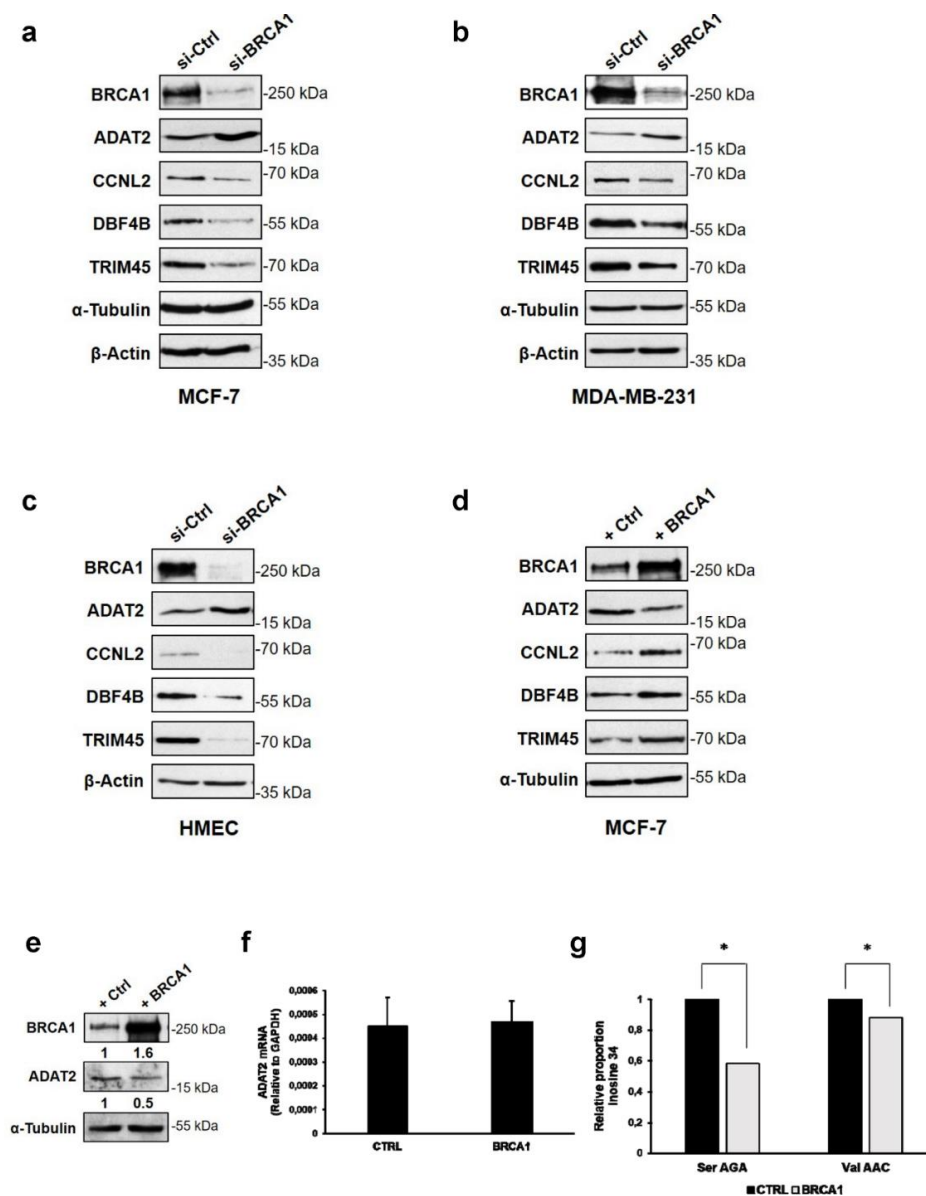 a
si-Ctrl si-BRCA1
BRCA1 -250 kDa
ADAT2 -15 kDa
CCNL2 -70 kDa
DBF4B -55 kDa
TRIM45 -70 kDa
α-Tubulin -55 kDa
β-Actin -35 kDa
MCF-7
b
si-Ctrl si-BRCA1
BRCA1 -250 kDa
ADAT2 -15 kDa
CCNL2 -70 kDa
DBF4B -55 kDa
TRIM45 -70 kDa
α-Tubulin -55 kDa
β-Actin -35 kDa
MDA-MB-231
c
si-Ctrl si-BRCA1
BRCA1 -250 kDa
ADAT2 -15 kDa
CCNL2 -70 kDa
DBF4B -55 kDa
TRIM45 -70 kDa
β-Actin -35 kDa
HMEC
d
+ Ctrl + BRCA1
BRCA1 -250 kDa
ADAT2 -15 kDa
CCNL2 -70 kDa
DBF4B -55 kDa
TRIM45 -70 kDa
α-Tubulin -55 kDa
MCF-7
e
+ Ctrl + BRCA1
BRCA1 -250 kDa
1 1.6
ADAT2 -15 kDa
1 0.5
α-Tubulin -55 kDa
f
ADAT2 mRNA
(Relative to GAPDH)
0,0006
0,0005
0,0004
0,0003
0,0002
0,0001
0
CTRL BRCA1
g
* *
Relative proportion
Inosine 34
1
0,8
0,6
0,4
0,2
0
Ser AGA Val AAC
CTRL BRCA1